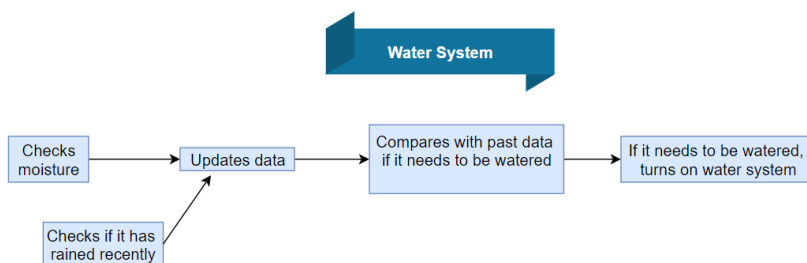 Water System
Checks
moisture
Updates data
Compares with past data
if it needs to be watered
If it needs to be watered,
turns on water system
Checks if it has
rained recently